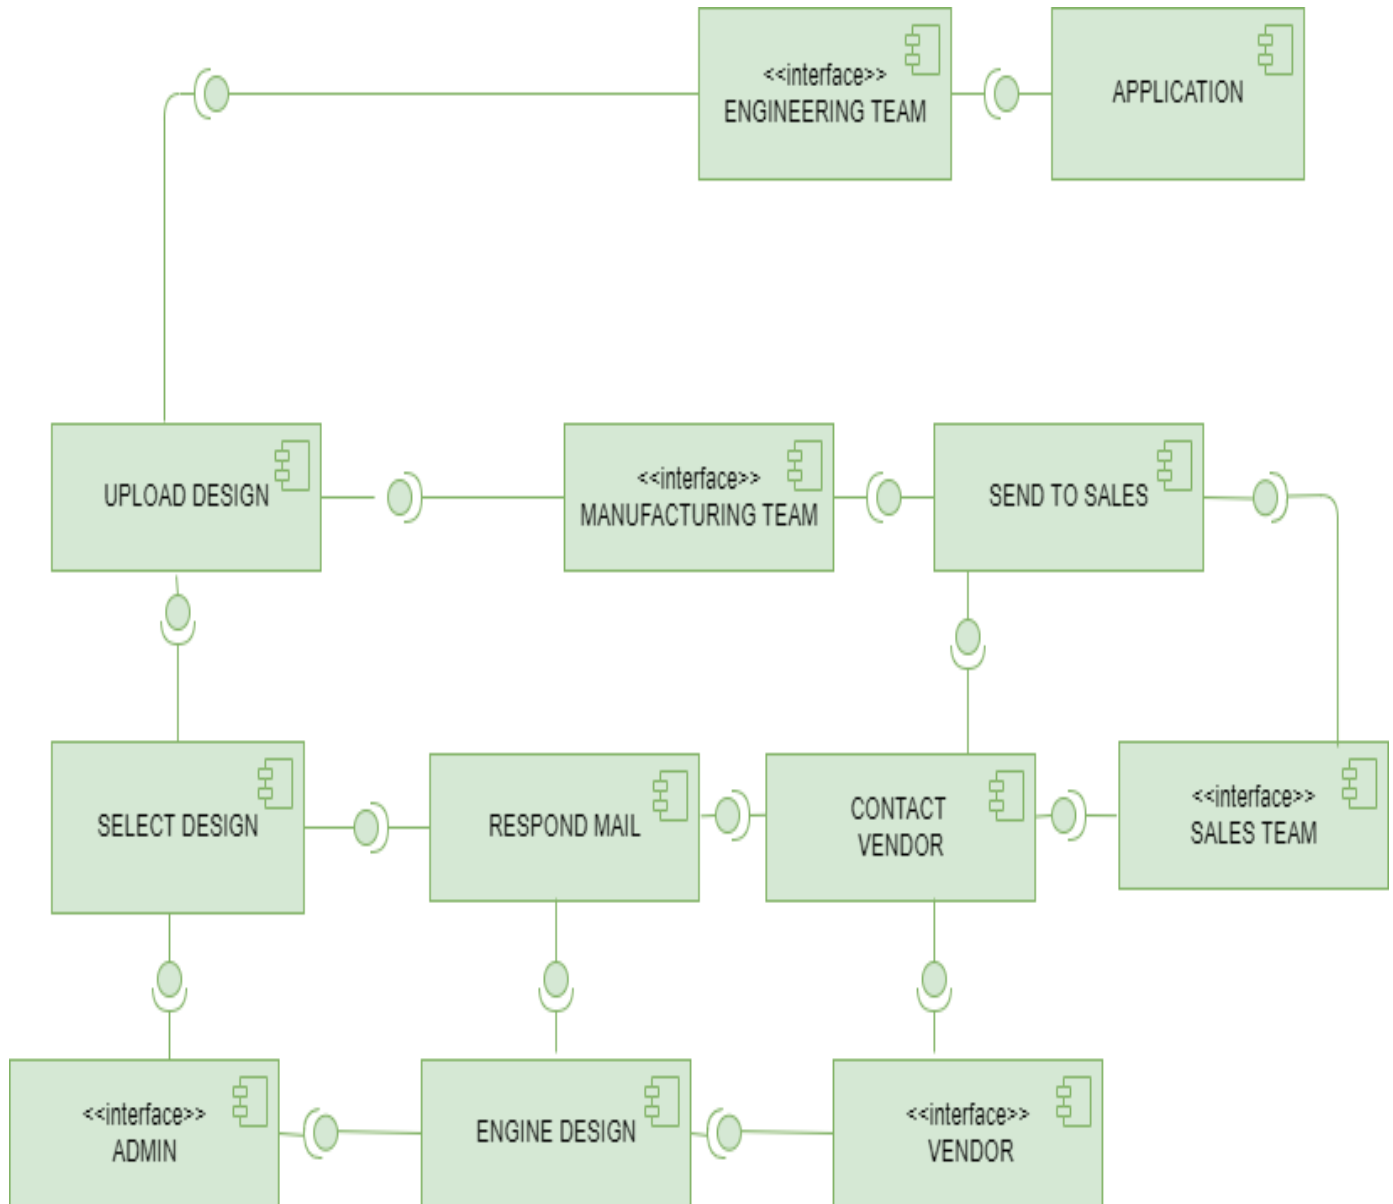 <<interface>>
ENGINEERING TEAM
APPLICATION
UPLOAD DESIGN
<<interface>>
MANUFACTURING TEAM
SEND TO SALES
SELECT DESIGN
RESPOND MAIL
CONTACT
VENDOR
<<interface>>
SALES TEAM
<<interface>>
ADMIN
ENGINE DESIGN
<<interface>>
VENDOR